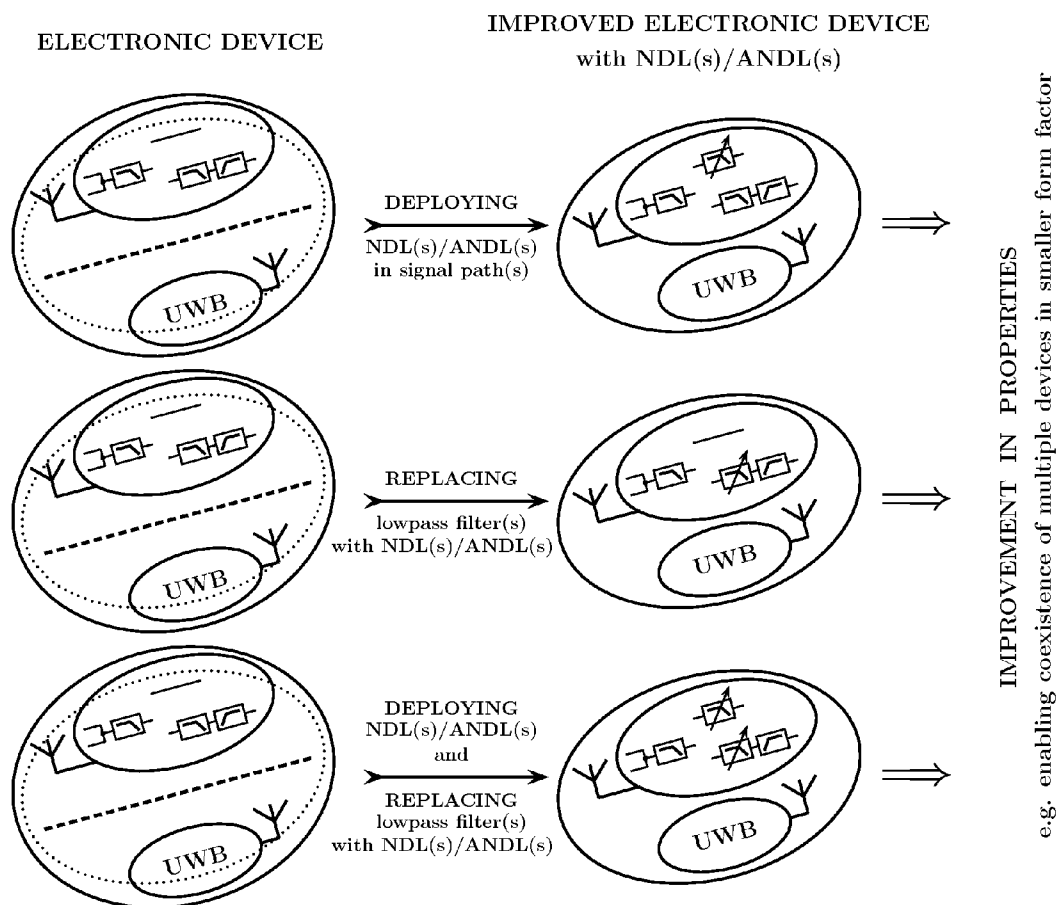 ELECTRONIC DEVICE
IMPROVED ELECTRONIC DEVICE
with NDL(s)/ANDL(s)
UWB
DEPLOYING
NDL(s)/ANDL(s)
in signal path(s)
UWB
UWB
REPLACING
lowpass filter(s)
with NDL(s)/ANDL(s)
UWB
UWB
DEPLOYING
NDL(s)/ANDL(s)
and
REPLACING
lowpass filter(s)
with NDL(s)/ANDL(s)
UWB
IMPROVEMENT IN PROPERTIES
e.g. enabling coexistence of multiple devices in smaller form factor